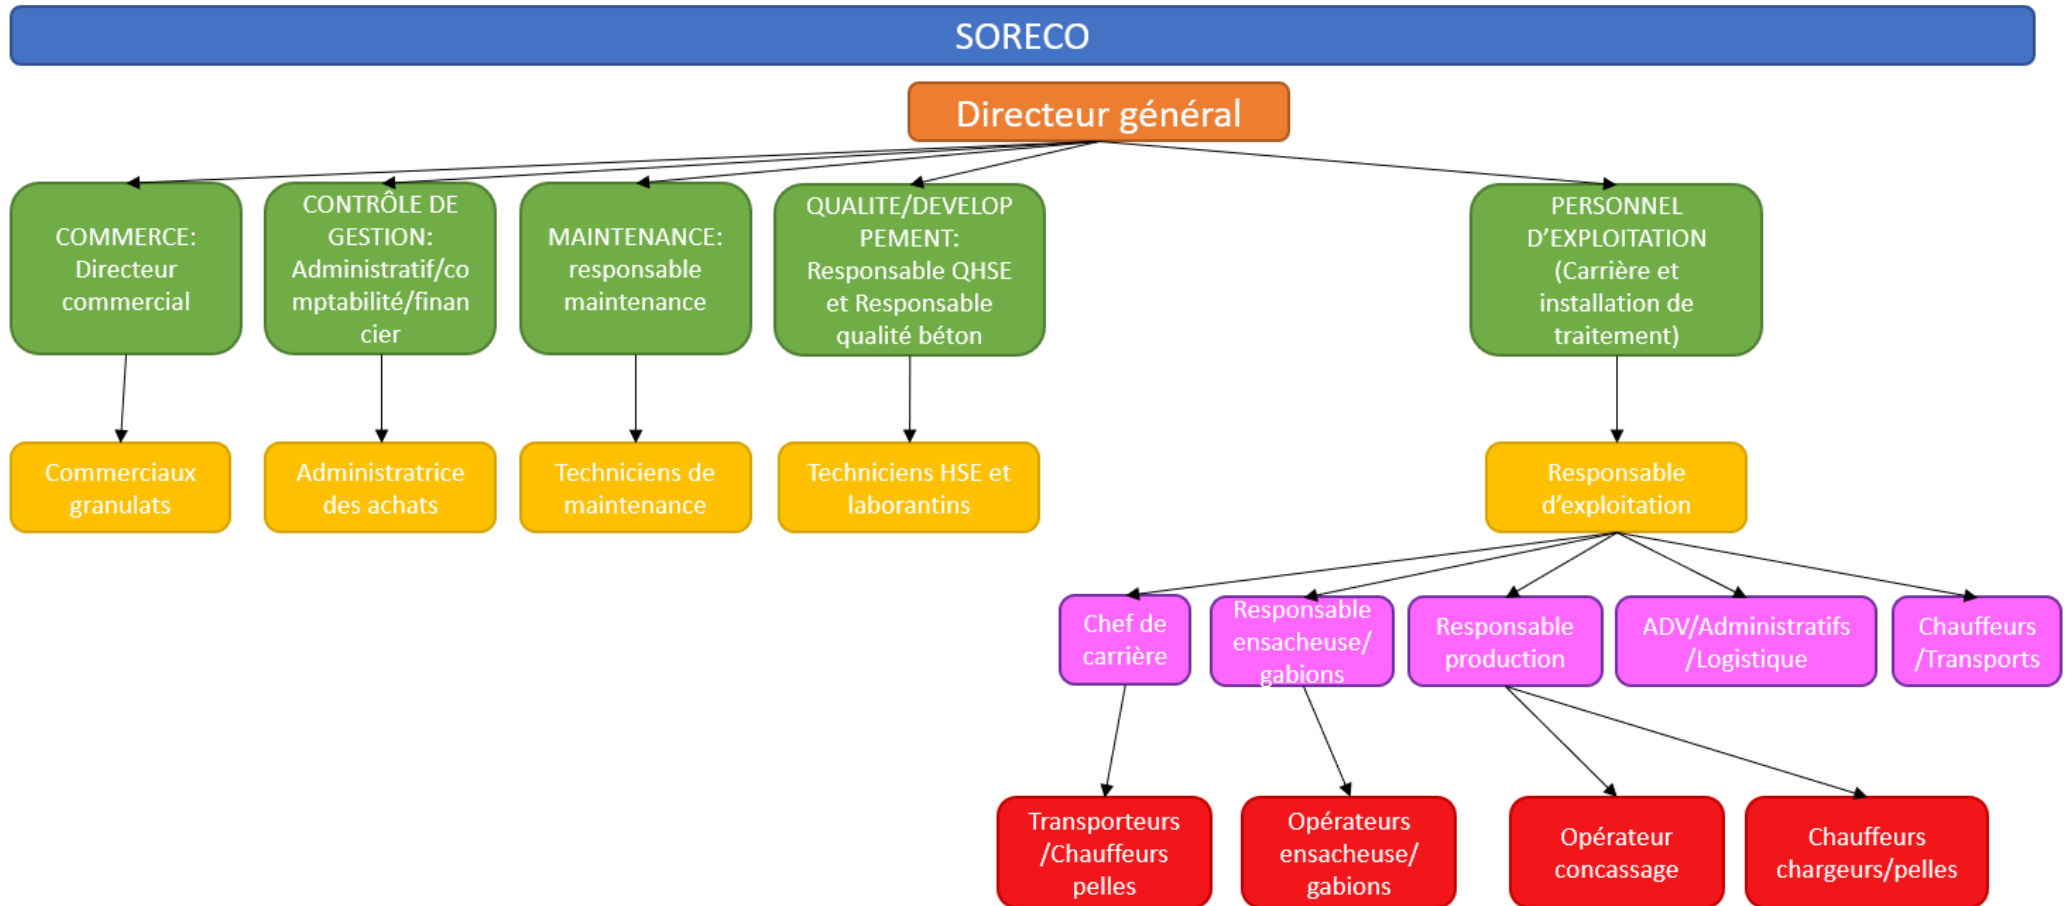 SORECO
Directeur général
COMMERCE:
Directeur
commercial
CONTRÔLE DE
GESTION:
Administratif/co
mptabilité/finan
cier
MAINTENANCE:
responsable
maintenance
QUALITE/DEVELOP
PEMENT:
Responsable QHSE
et Responsable
qualité béton
PERSONNEL
D’EXPLOITATION
(Carrière et
installation de
traitement)
Commerciaux
granulats
Administratrice
des achats
Techniciens de
maintenance
Techniciens HSE et
laborantins
Responsable
d’exploitation
Chef de
carrière
Responsable
ensacheuse/
gabions
Responsable
production
ADV/Administratifs
/Logistique
Chauffeurs
/Transports
Transporteurs
/Chauffeurs
pelles
Opérateurs
ensacheuse/
gabions
Opérateur
concassage
Chauffeurs
chargeurs/pelles